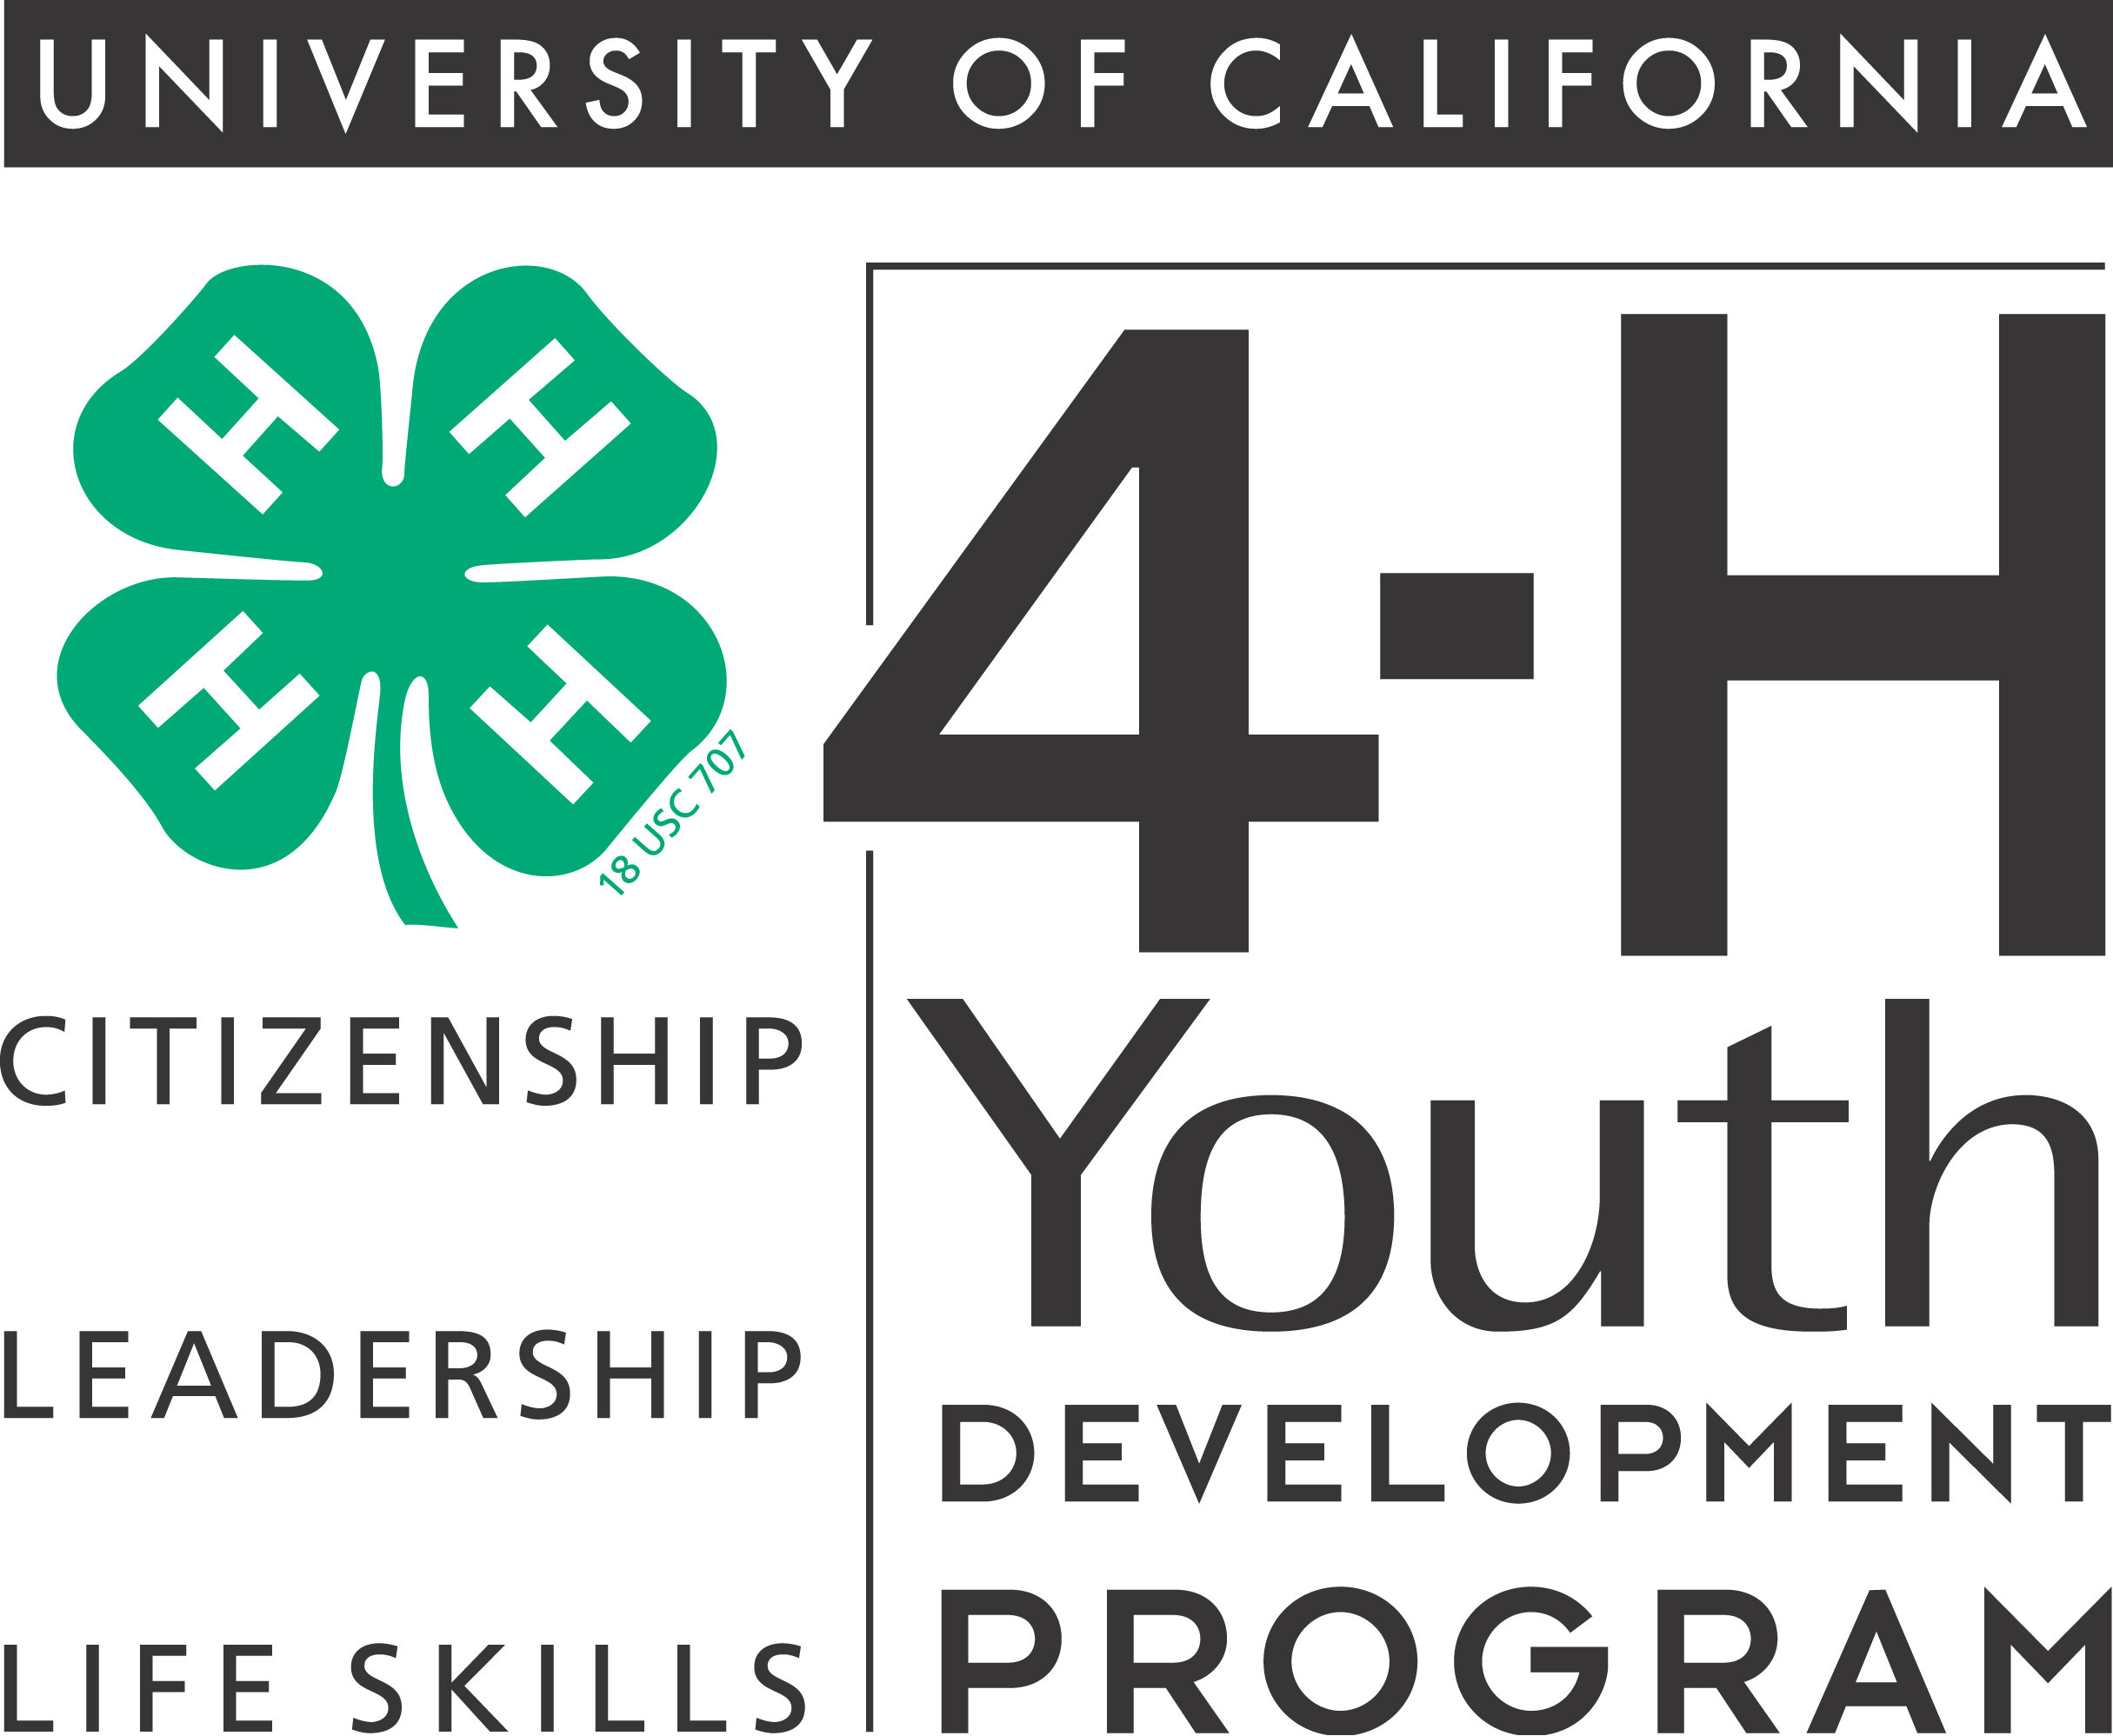 UNIVERSITY OF CALIFORNIA
H H
H H
18 USC 707
CITIZENSHIP
LEADERSHIP
LIFE SKILLS
4-H
Youth
DEVELOPMENT
PROGRAM